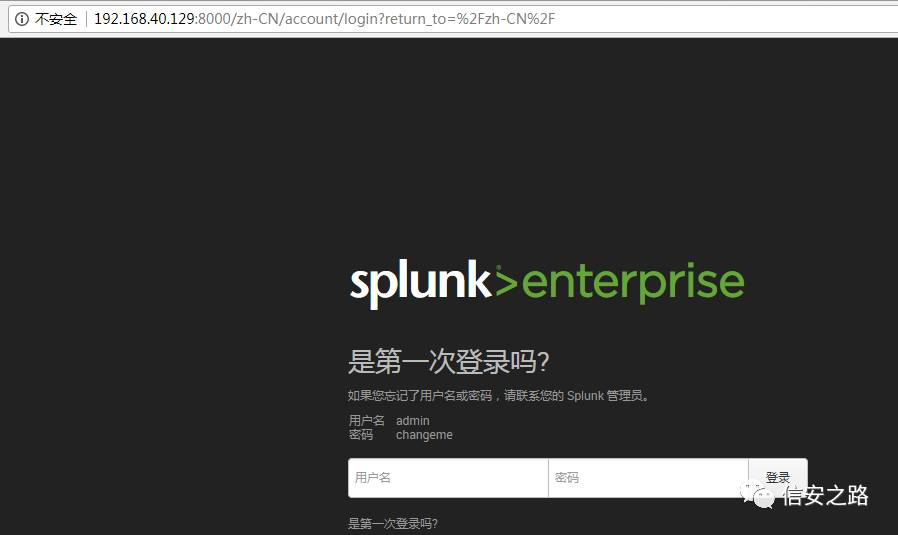 不安全 192.168.40.129:8000/zh-CN/account/login?return_to=%2Fzh-CN%2F
splunk>enterprise
是第一次登录吗?
如果您忘记了用户名或密码，请联系您的 Splunk 管理员。
用户名 admin
密码 changeme
用户名 密码 登录
信安之路
是第一次登录吗?